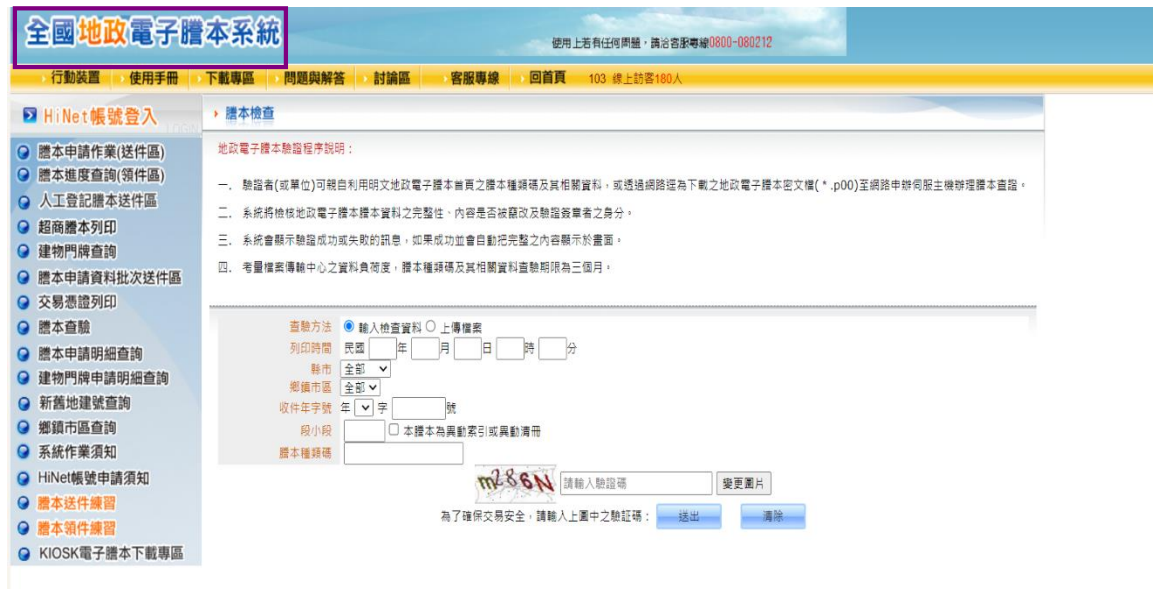 全國地政電子謄本系統
使用上若有任何問題，請洽客服專線0800-080212
行動裝置 使用手冊 下載專區 問題與解答 討論區 客服專線 回首頁 103 線上訪客180人
HiNet帳號登入
謄本申請作業(送件區)
謄本進度查詢(領件區)
人工登記謄本送件區
超商謄本列印
建物門牌查詢
謄本申請資料批次送件區
交易憑證列印
謄本查驗
謄本申請明細查詢
建物門牌申請明細查詢
新舊地建號查詢
鄉鎮市區查詢
系統作業須知
HiNet帳號申請須知
謄本送件練習
謄本領件練習
KIOSK電子謄本下載專區
謄本檢查
地政電子謄本驗證程序說明：
一. 驗證者(或單位)可親自利用明文地政電子謄本首頁之謄本種類碼及其相關資料，或透過網路逕為下載之地政電子謄本密文檔( *.p00)至網路申辦伺服主機辦理謄本查證。
二. 系統將檢核地政電子謄本謄本資料之完整性、內容是否被竄改及驗證簽章者之身分。
三. 系統會顯示驗證成功或失敗的訊息，如果成功並會自動把完整之內容顯示於畫面。
四. 考量檔案傳輸中心之資料負荷度，謄本種類碼及其相關資料查驗期限為三個月。
查驗方法 輸入檢查資料 上傳檔案
列印時間 民國 年 月 日 時 分
縣市 全部
鄉鎮市區 全部
收件年字號 年 字 號
段小段 本謄本為異動索引或異動清冊
謄本種類碼
m286N 請輸入驗證碼 變更圖片
為了確保交易安全，請輸入上圖中之驗証碼： 送出 清除